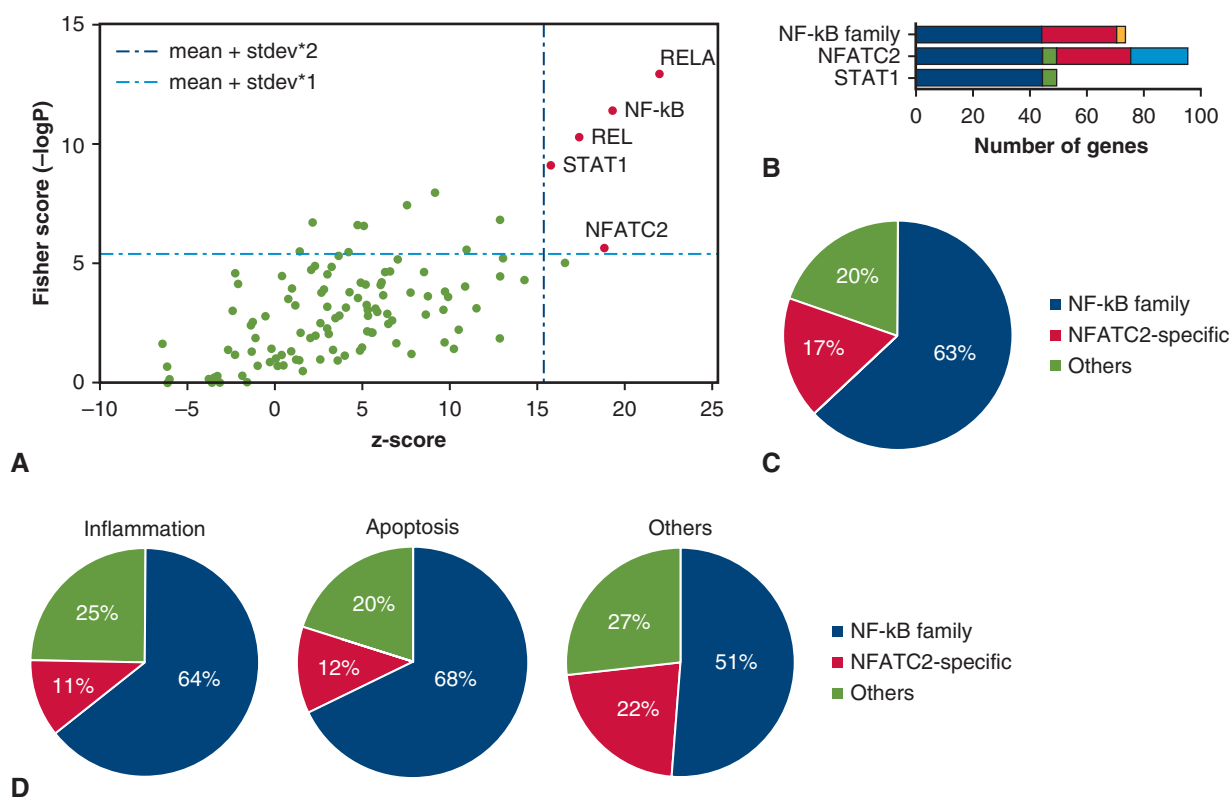 15
10
5
0
Fisher score (–logP)
mean + stdev*2
mean + stdev*1
RELA
NF-kB
REL
STAT1
NFATC2
–10
–5
0
5
10
15
20
25
z-score
A
NF-kB family
NFATC2
STAT1
0
20
40
60
80
100
Number of genes
B
20%
17%
63%
NF-kB family
NFATC2-specific
Others
C
Inflammation
25%
11%
64%
Apoptosis
20%
12%
68%
Others
27%
22%
51%
NF-kB family
NFATC2-specific
Others
D